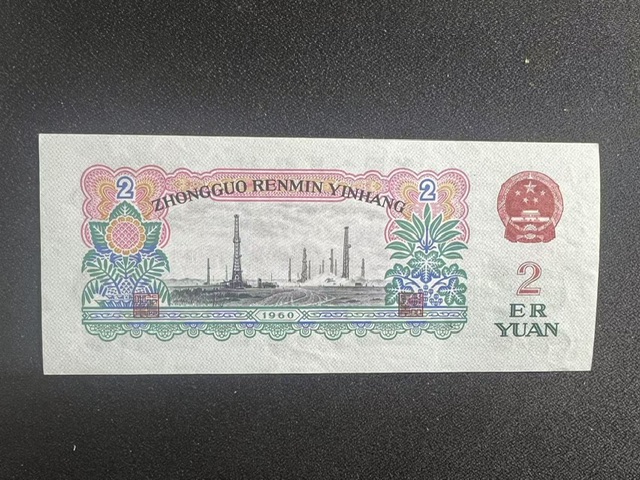 2
2
ZHONGGUO RENMIN YINHANG
1960
2
ER
YUAN